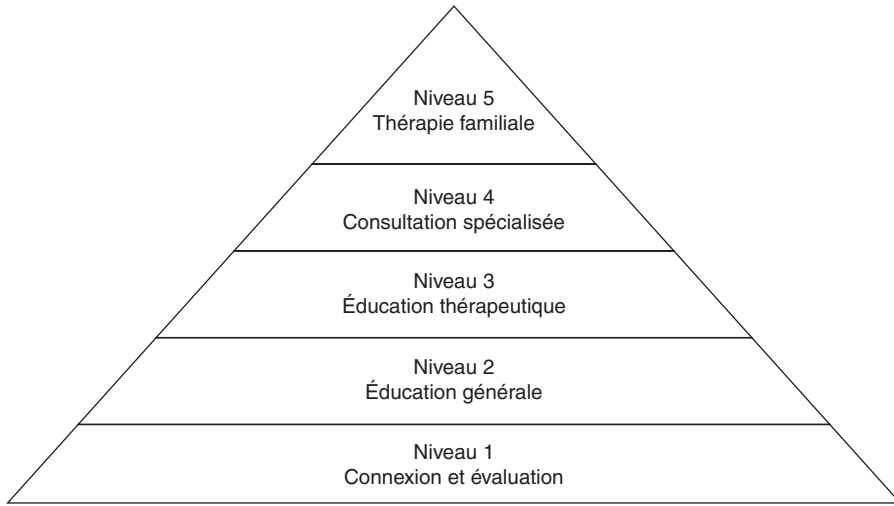 Niveau 5
Thérapie familiale
Niveau 4
Consultation spécialisée
Niveau 3
Éducation thérapeutique
Niveau 2
Éducation générale
Niveau 1
Connexion et évaluation